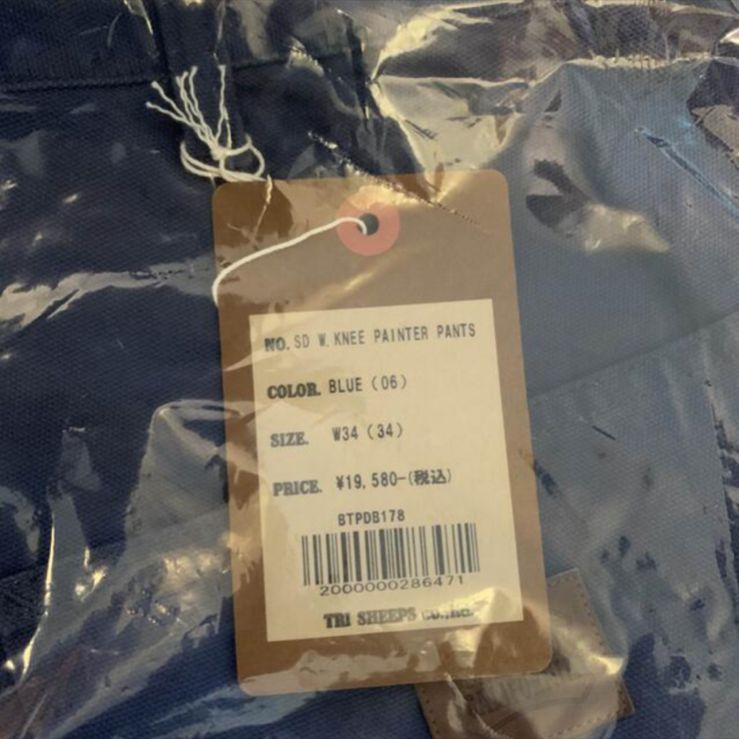 NO. SD W. KNEE PAINTER PANTS
COLOR. BLUE (06)
SIZE. W34 (34)
PRICE. ¥19,580-(税込)
BTPDB178
2000000286471
TRI SHEEPS CO.,